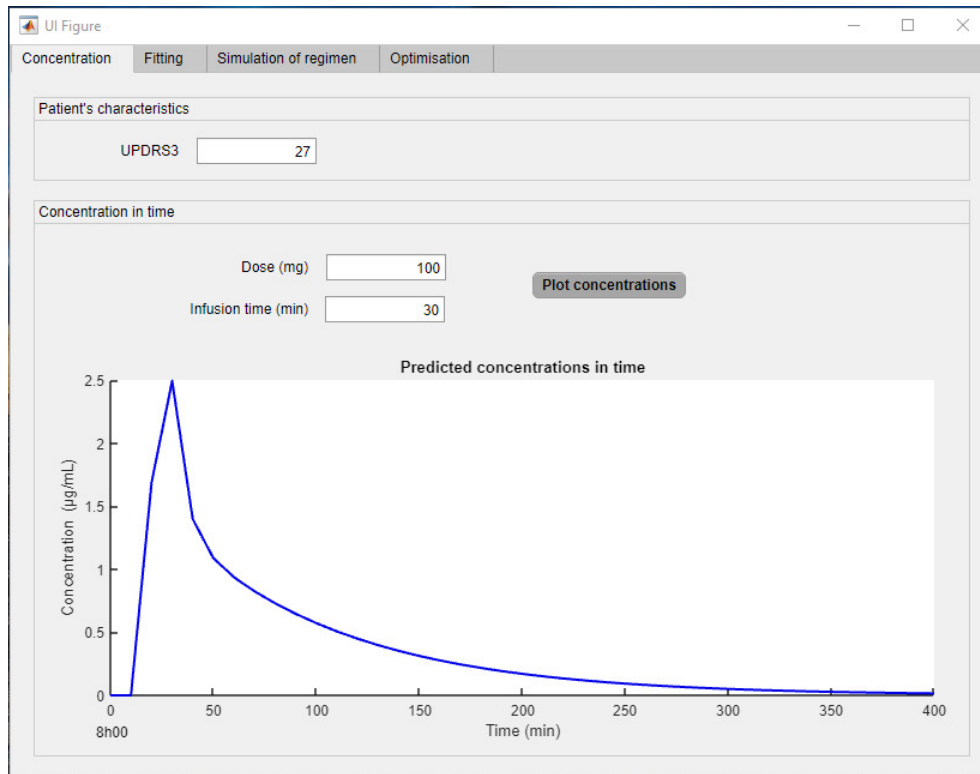 UI Figure
Concentration Fitting Simulation of regimen Optimisation
Patient's characteristics
UPDRS3 27
Concentration in time
Dose (mg) 100
Plot concentrations
Infusion time (min) 30
Predicted concentrations in time
Concentration (µg/mL)
2.5
2
1.5
1
0.5
0
0 50 100 150 200 250 300 350 400
8h00
Time (min)